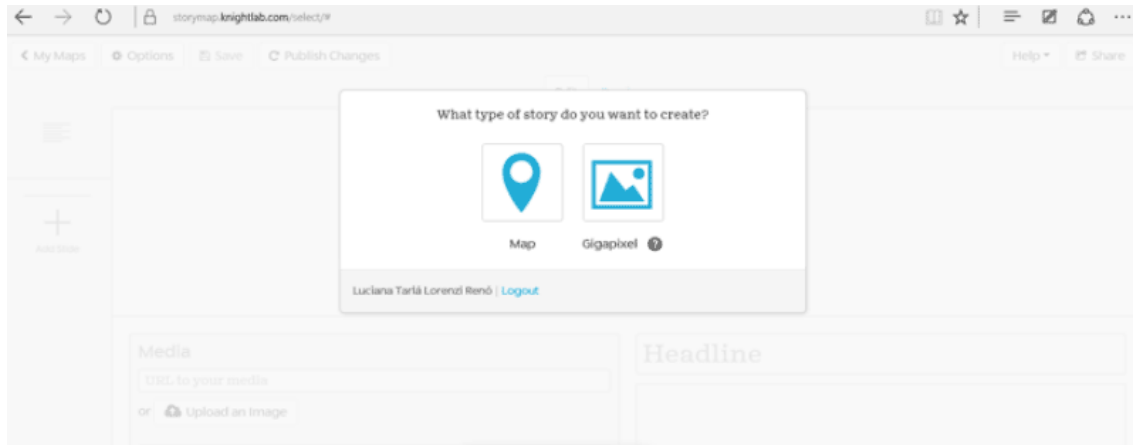 storymap.knightlab.com/select/#
My Maps Options Save Publish Changes Help Share
What type of story do you want to create?
Map Gigapixel ?
Add Slide
Luciana Tarlá Lorenzi Renó | Logout
Media Headline
URL to your media
or Upload an Image